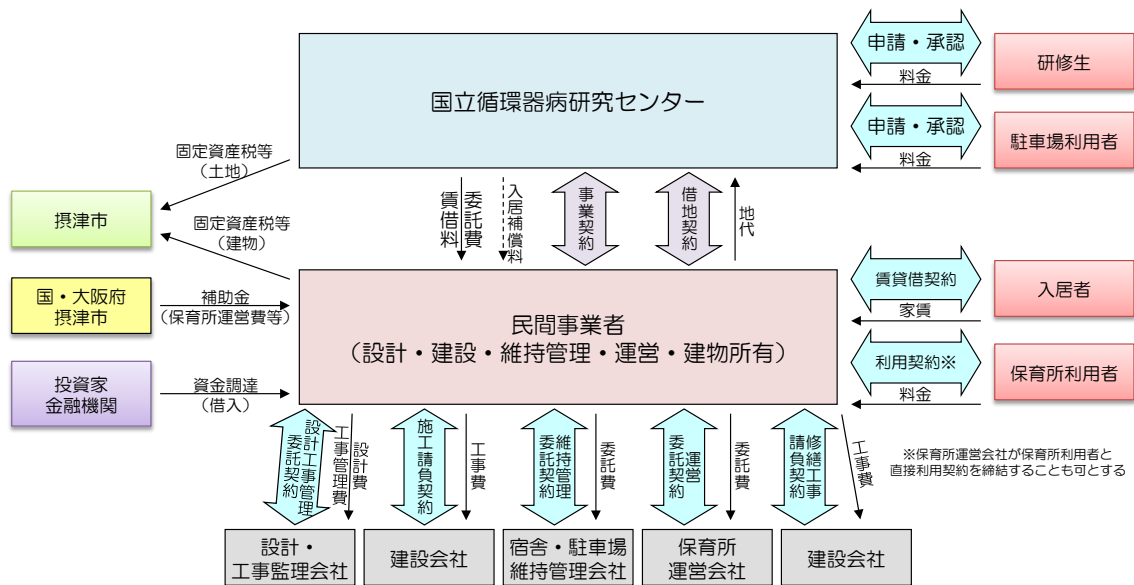 国立循環器病研究センター
申請・承認
料金
研修生
申請・承認
料金
駐車場利用者
固定資産税等
（土地）
摂津市
固定資産税等
（建物）
賃借料
委託費
入居補償料
事業契約
借地契約
地代
国・大阪府
摂津市
補助金
（保育所運営費等）
投資家
金融機関
資金調達
（借入）
民間事業者
（設計・建設・維持管理・運営・建物所有）
賃貸借契約
家賃
入居者
利用契約※
料金
保育所利用者
設計工事管理
委託契約
設計費
工事管理費
施工請負契約
工事費
維持管理
委託契約
委託費
運営
委託契約
委託費
修繕工事
請負契約
工事費
※保育所運営会社が保育所利用者と
直接利用契約を締結することも可とする
設計・
工事監理会社
建設会社
宿舎・駐車場
維持管理会社
保育所
運営会社
建設会社